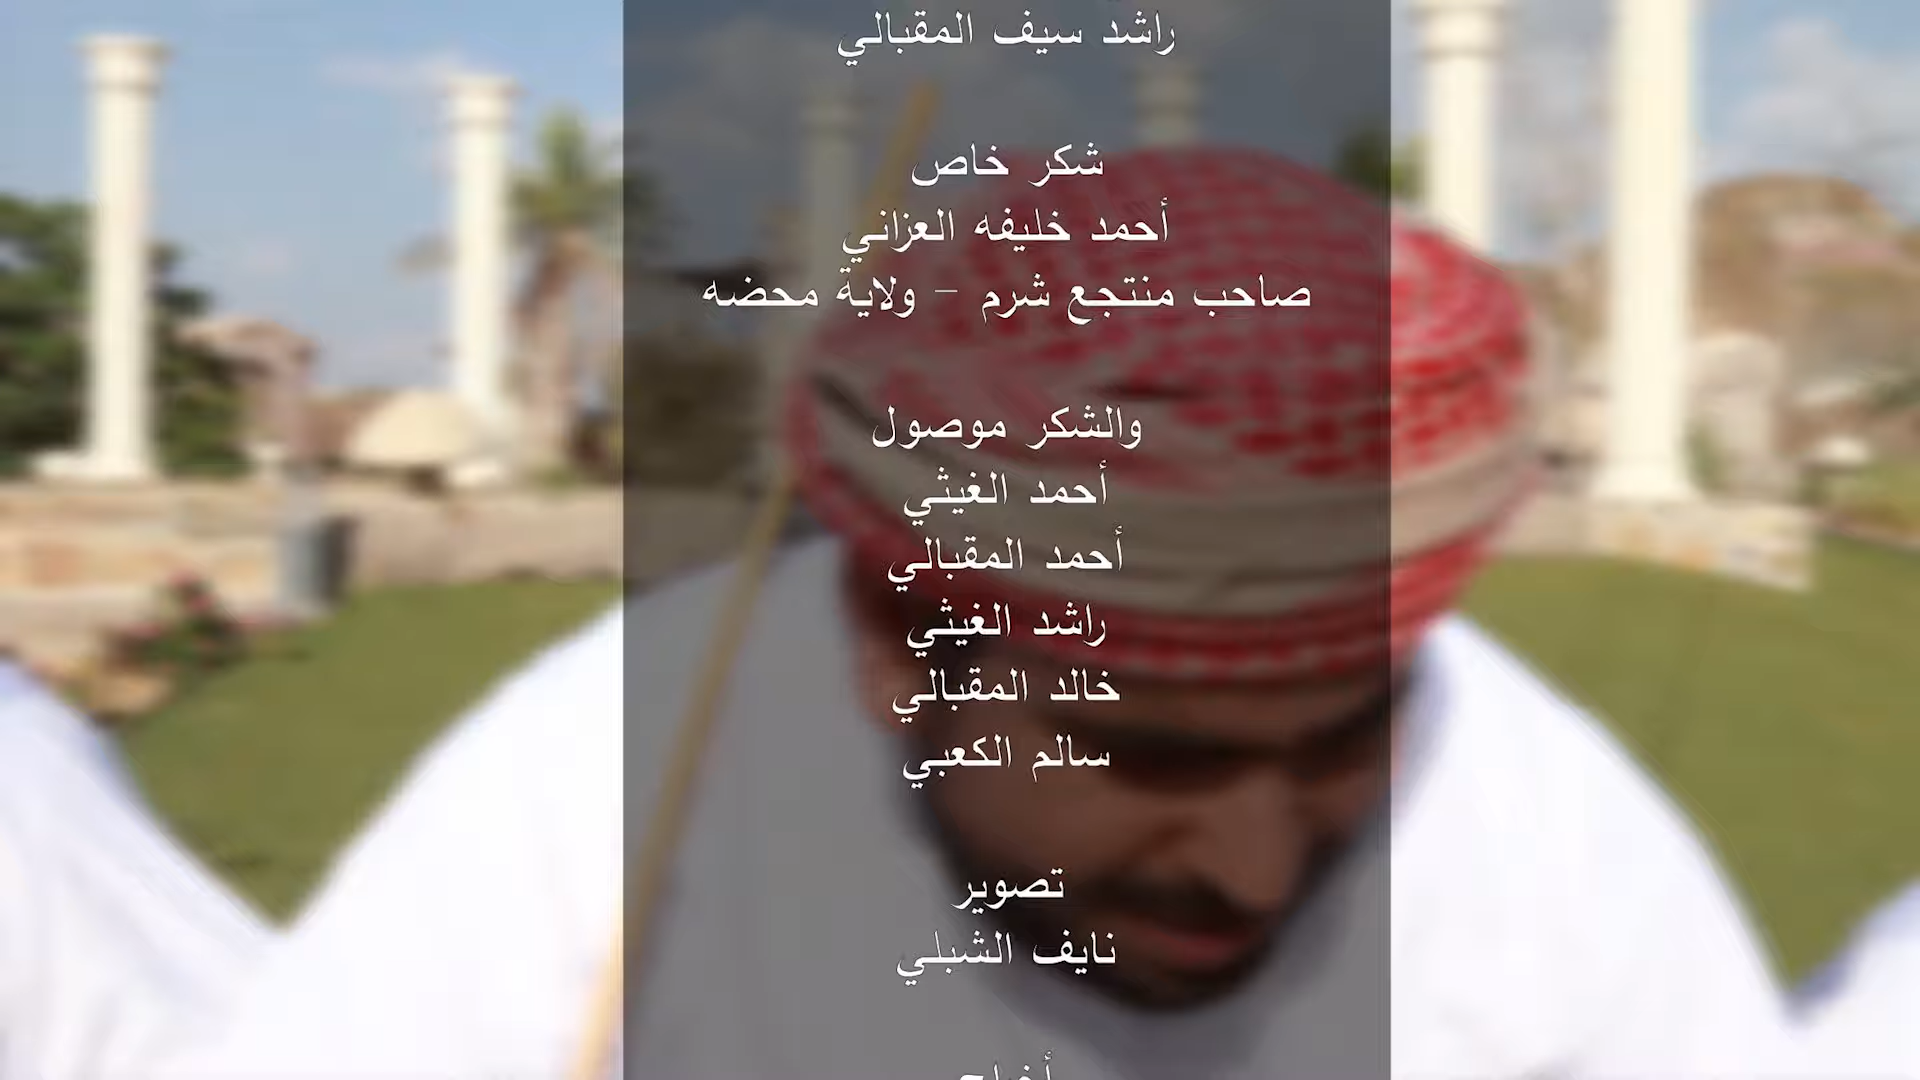 راشد سيف المقبالي
شكر خاص
أحمد خليفه العزاني
صاحب منتجع شرم - ولاية محضه
والشكر موصول
أحمد الغيثي
أحمد المقبالي
راشد الغيثي
خالد المقبالي
سالم الكعبي
تصوير
نايف الشبلي